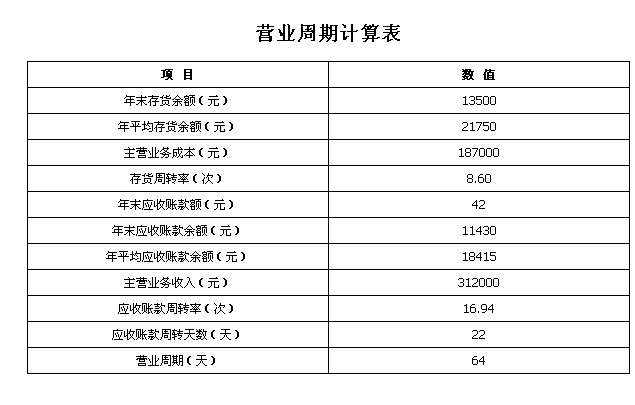 营业周期计算表
项 目 数 值
年末存货余额(元) 13500
年平均存货余额(元) 21750
主营业务成本(元) 187000
存货周转率(次) 8.60
年末应收账款额(元) 42
年末应收账款余额(元) 11430
年平均应收账款余额(元) 18415
主营业务收入(元) 312000
应收账款周转率(次) 16.94
应收账款周转天数(天) 22
营业周期(天) 64